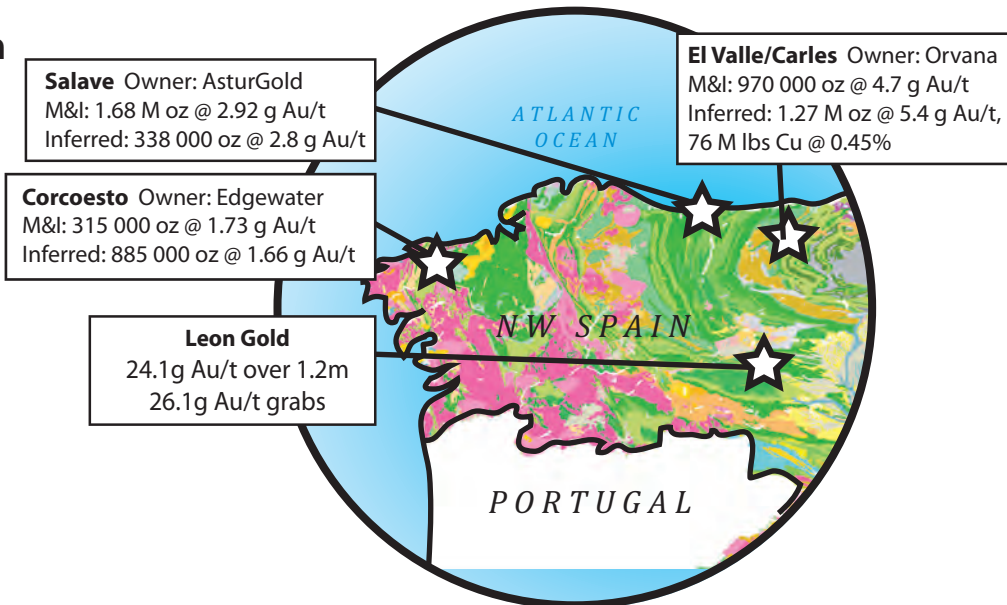 Salave Owner: AsturGold
M&I: 1.68 M oz @ 2.92 g Au/t
Inferred: 338 000 oz @ 2.8 g Au/t
El Valle/Carles Owner: Orvana
M&I: 970 000 oz @ 4.7 g Au/t
Inferred: 1.27 M oz @ 5.4 g Au/t,
76 M lbs Cu @ 0.45%
ATLANTIC
OCEAN
Corcoesto Owner: Edgewater
M&I: 315 000 oz @ 1.73 g Au/t
Inferred: 885 000 oz @ 1.66 g Au/t
Leon Gold
24.1g Au/t over 1.2m
26.1g Au/t grabs
NW SPAIN
PORTUGAL